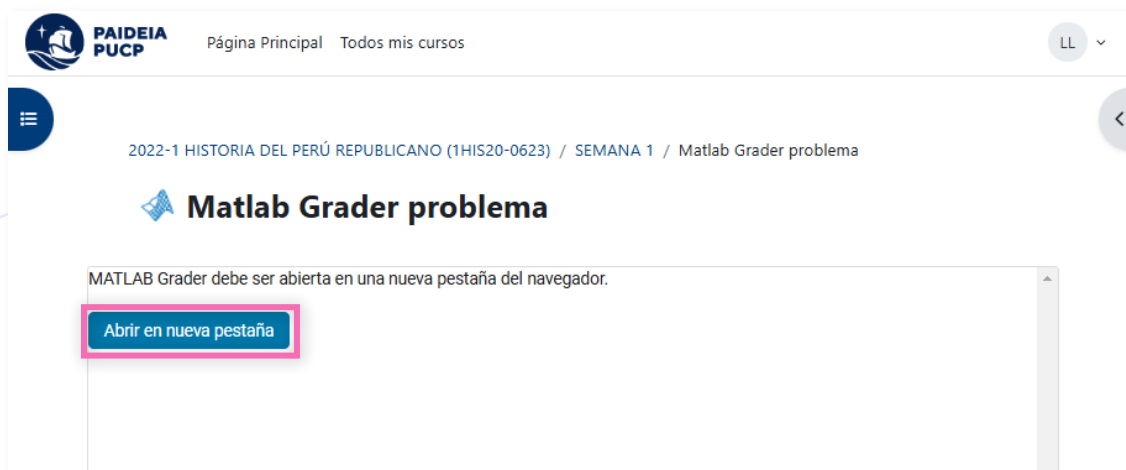 PAIDEIA
PUCP
Página Principal Todos mis cursos
LL
2022-1 HISTORIA DEL PERÚ REPUBLICANO (1HIS20-0623) / SEMANA 1 / Matlab Grader problema
Matlab Grader problema
MATLAB Grader debe ser abierta en una nueva pestaña del navegador.
Abrir en nueva pestaña